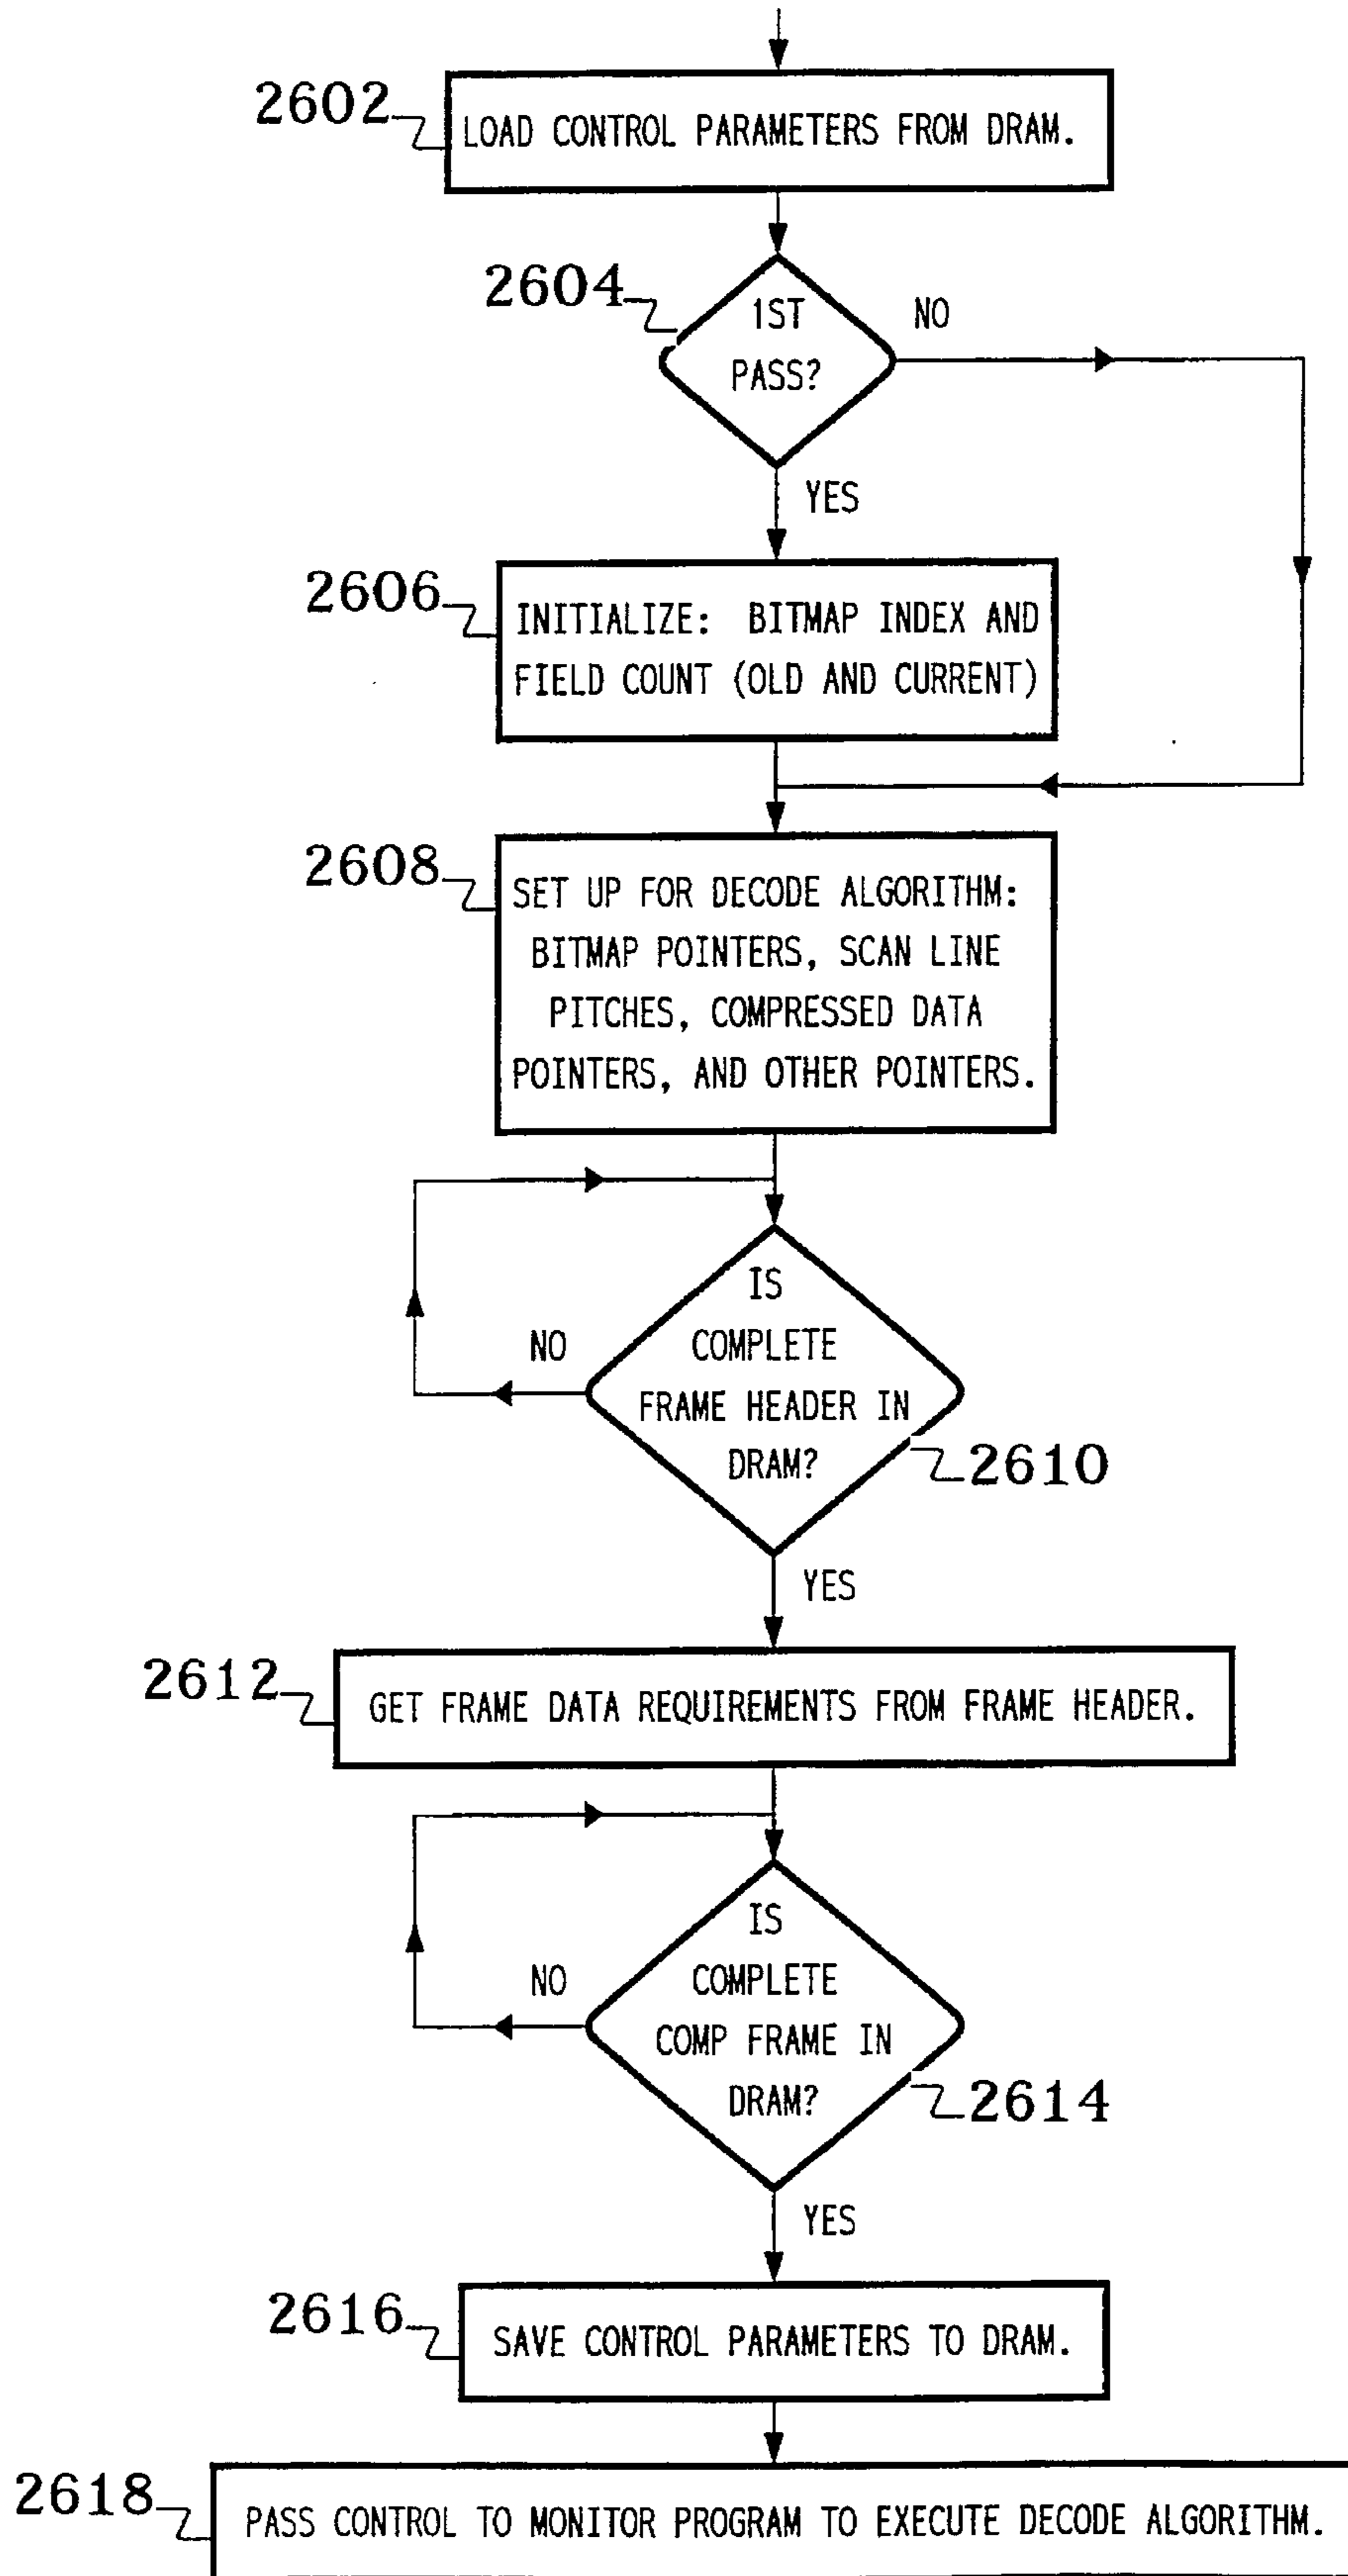 2602
LOAD CONTROL PARAMETERS FROM DRAM.
2604
1ST
PASS?
NO
YES
2606
INITIALIZE: BITMAP INDEX AND
FIELD COUNT (OLD AND CURRENT)
2608
SET UP FOR DECODE ALGORITHM:
BITMAP POINTERS, SCAN LINE
PITCHES, COMPRESSED DATA
POINTERS, AND OTHER POINTERS.
IS
COMPLETE
FRAME HEADER IN
DRAM?
NO
2610
YES
2612
GET FRAME DATA REQUIREMENTS FROM FRAME HEADER.
IS
COMPLETE
COMP FRAME IN
DRAM?
NO
2614
YES
2616
SAVE CONTROL PARAMETERS TO DRAM.
2618
PASS CONTROL TO MONITOR PROGRAM TO EXECUTE DECODE ALGORITHM.